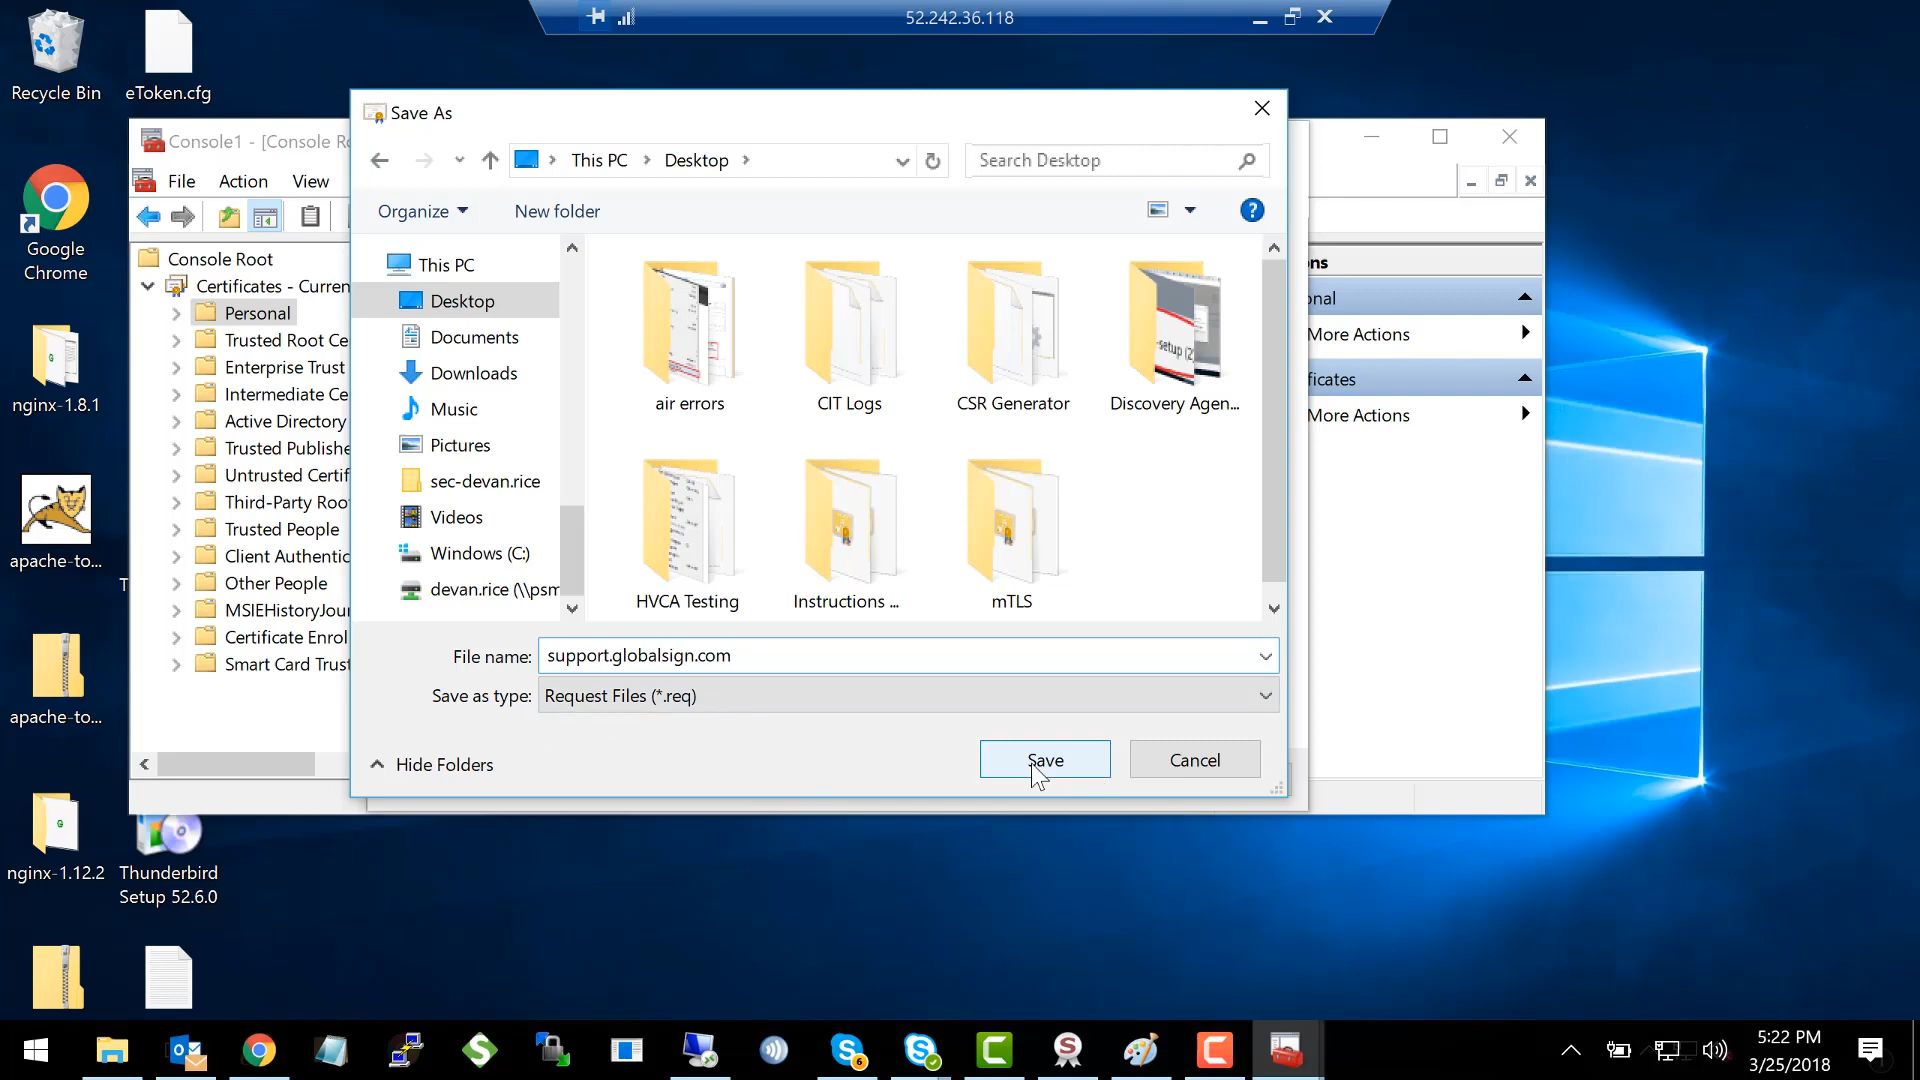 52.242.36.118
Recycle Bin
eToken.cfg
Google
Chrome
nginx-1.8.1
apache-to...
apache-to...
nginx-1.12.2
Thunderbird
Setup 52.6.0
T
Console1 - [Console Ro
File Action View
Console Root
Certificates - Curren
Personal
Trusted Root Ce
Enterprise Trust
Intermediate Ce
Active Directory
Trusted Publishe
Untrusted Certif
Third-Party Roo
Trusted People
Client Authentic
Other People
MSIEHistoryJour
Certificate Enrol
Smart Card Trust
Save As
This PC Desktop
Search Desktop
Organize New folder
This PC
Desktop
Documents
Downloads
Music
Pictures
sec-devan.rice
Videos
Windows (C:)
devan.rice (\\psm
-setup (2)
air errors
CIT Logs
CSR Generator
Discovery Agen...
HVCA Testing
Instructions ...
mTLS
File name: support.globalsign.com
Save as type: Request Files (*.req)
Hide Folders
Save
Cancel
ns
onal
More Actions
ficates
More Actions
6
5:22 PM
3/25/2018